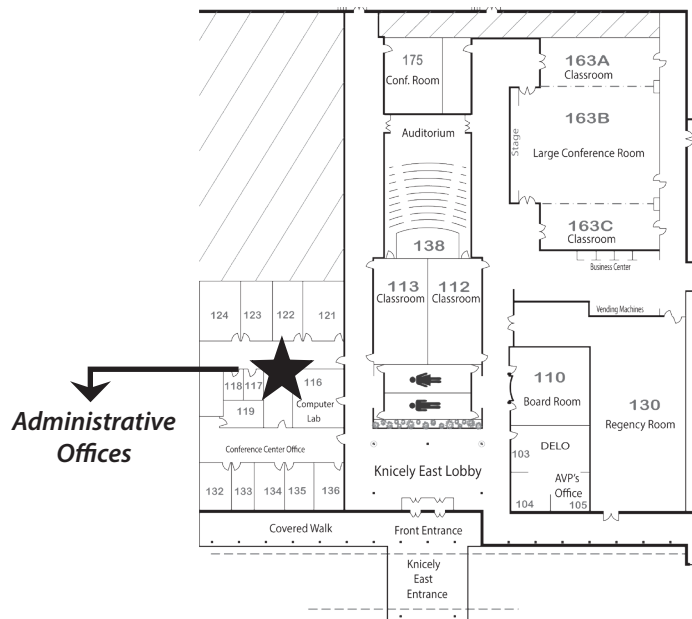 175
Conf. Room
163A
Classroom
Auditorium
Stage
163B
Large Conference Room
138
163C
Classroom
Business Center
113
Classroom
112
Classroom
Vending Machines
124
123
122
121
118
117
116
Computer
Lab
119
Administrative
Offices
110
Board Room
130
Regency Room
Conference Center Office
103
DELO
AVP's
Office
104
105
132
133
134
135
136
Knicely East Lobby
Covered Walk
Front Entrance
Knicely
East
Entrance